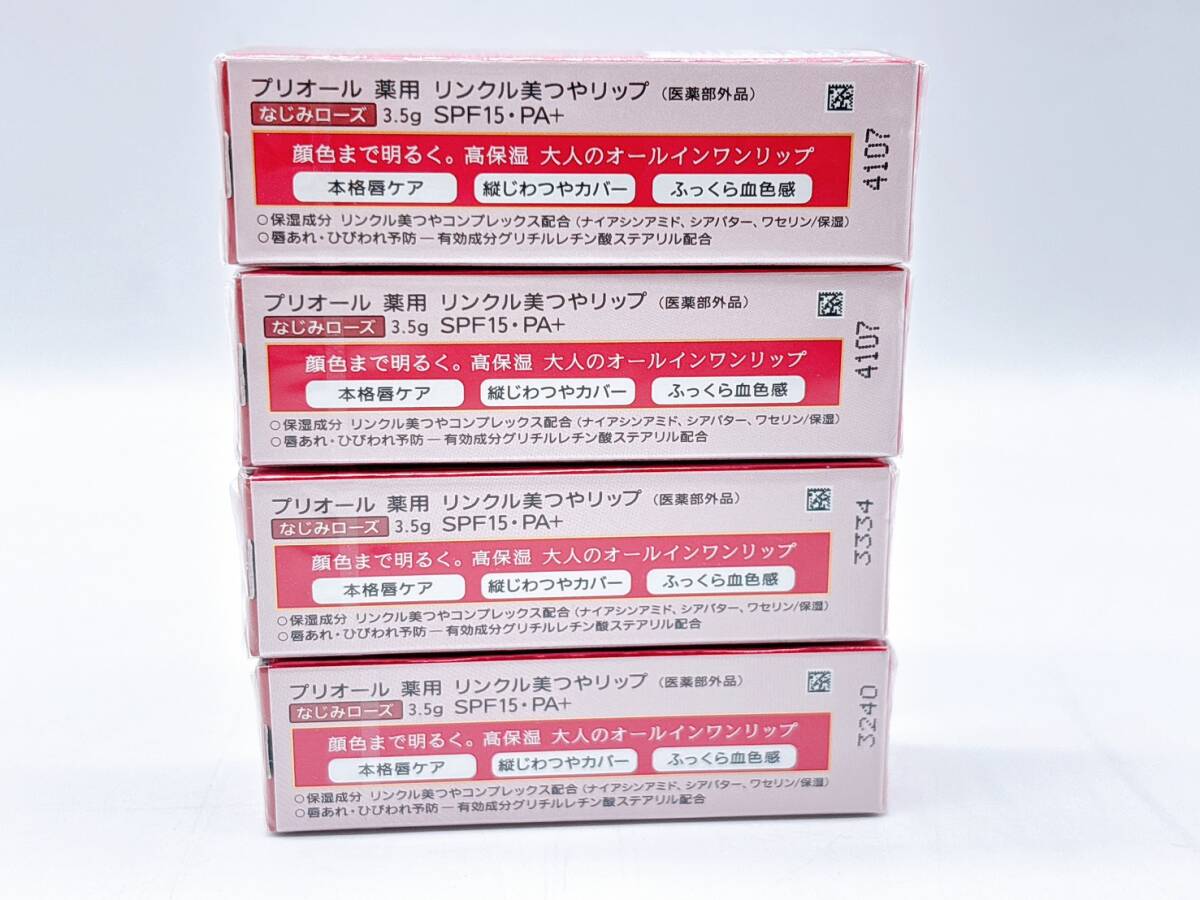 プリオール 薬用 リンクル美つやリップ (医薬部外品)
なじみローズ 3.5g SPF15・PA+
顔色まで明るく。高保湿 大人のオールインワンリップ
本格唇ケア 縦じわつやカバー ふっくら血色感
○保湿成分 リンクル美つやコンプレックス配合(ナイアシンアミド、シアバター、ワセリン/保湿)
○唇あれ・ひびわれ予防―有効成分グリチルレチン酸ステアリル配合
4107
プリオール 薬用 リンクル美つやリップ (医薬部外品)
なじみローズ 3.5g SPF15・PA+
顔色まで明るく。高保湿 大人のオールインワンリップ
本格唇ケア 縦じわつやカバー ふっくら血色感
○保湿成分 リンクル美つやコンプレックス配合(ナイアシンアミド、シアバター、ワセリン/保湿)
○唇あれ・ひびわれ予防―有効成分グリチルレチン酸ステアリル配合
4107
プリオール 薬用 リンクル美つやリップ (医薬部外品)
なじみローズ 3.5g SPF15・PA+
顔色まで明るく。高保湿 大人のオールインワンリップ
本格唇ケア 縦じわつやカバー ふっくら血色感
○保湿成分 リンクル美つやコンプレックス配合(ナイアシンアミド、シアバター、ワセリン/保湿)
○唇あれ・ひびわれ予防―有効成分グリチルレチン酸ステアリル配合
3334
プリオール 薬用 リンクル美つやリップ (医薬部外品)
なじみローズ 3.5g SPF15・PA+
顔色まで明るく。高保湿 大人のオールインワンリップ
本格唇ケア 縦じわつやカバー ふっくら血色感
○保湿成分 リンクル美つやコンプレックス配合(ナイアシンアミド、シアバター、ワセリン/保湿)
○唇あれ・ひびわれ予防―有効成分グリチルレチン酸ステアリル配合
3240